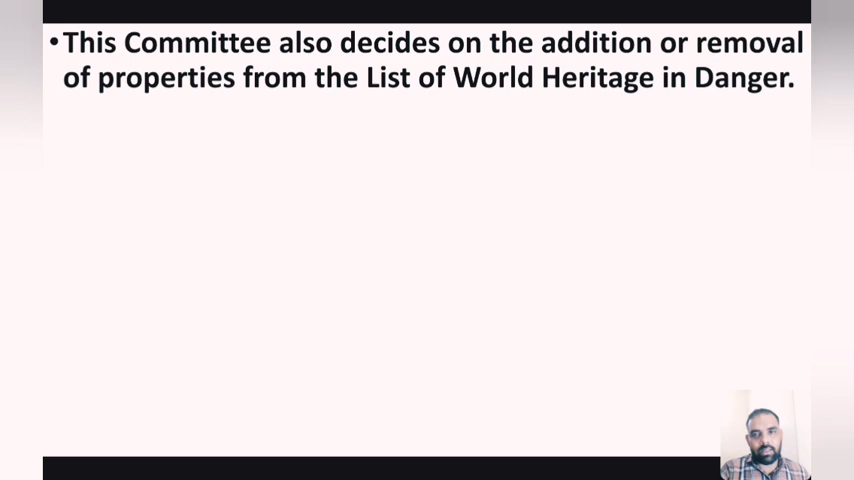 •This Committee also decides on the addition or removal
of properties from the List of World Heritage in Danger.